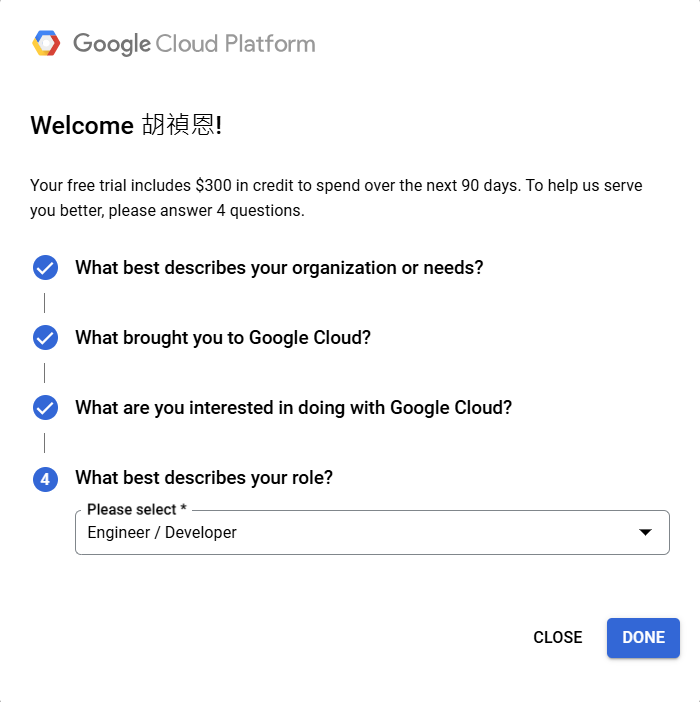 Google Cloud Platform
Welcome 胡禎恩!
Your free trial includes $300 in credit to spend over the next 90 days. To help us serve
you better, please answer 4 questions.
What best describes your organization or needs?
What brought you to Google Cloud?
What are you interested in doing with Google Cloud?
4 What best describes your role?
Please select *
Engineer / Developer
CLOSE DONE